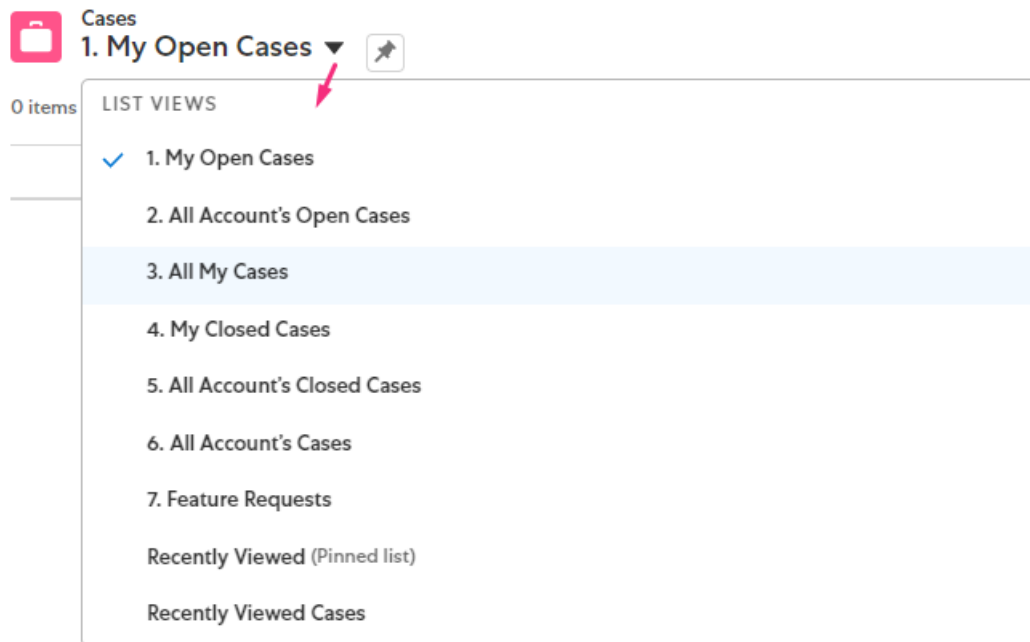 Cases
1. My Open Cases
0 items
LIST VIEWS
1. My Open Cases
2. All Account's Open Cases
3. All My Cases
4. My Closed Cases
5. All Account's Closed Cases
6. All Account's Cases
7. Feature Requests
Recently Viewed (Pinned list)
Recently Viewed Cases